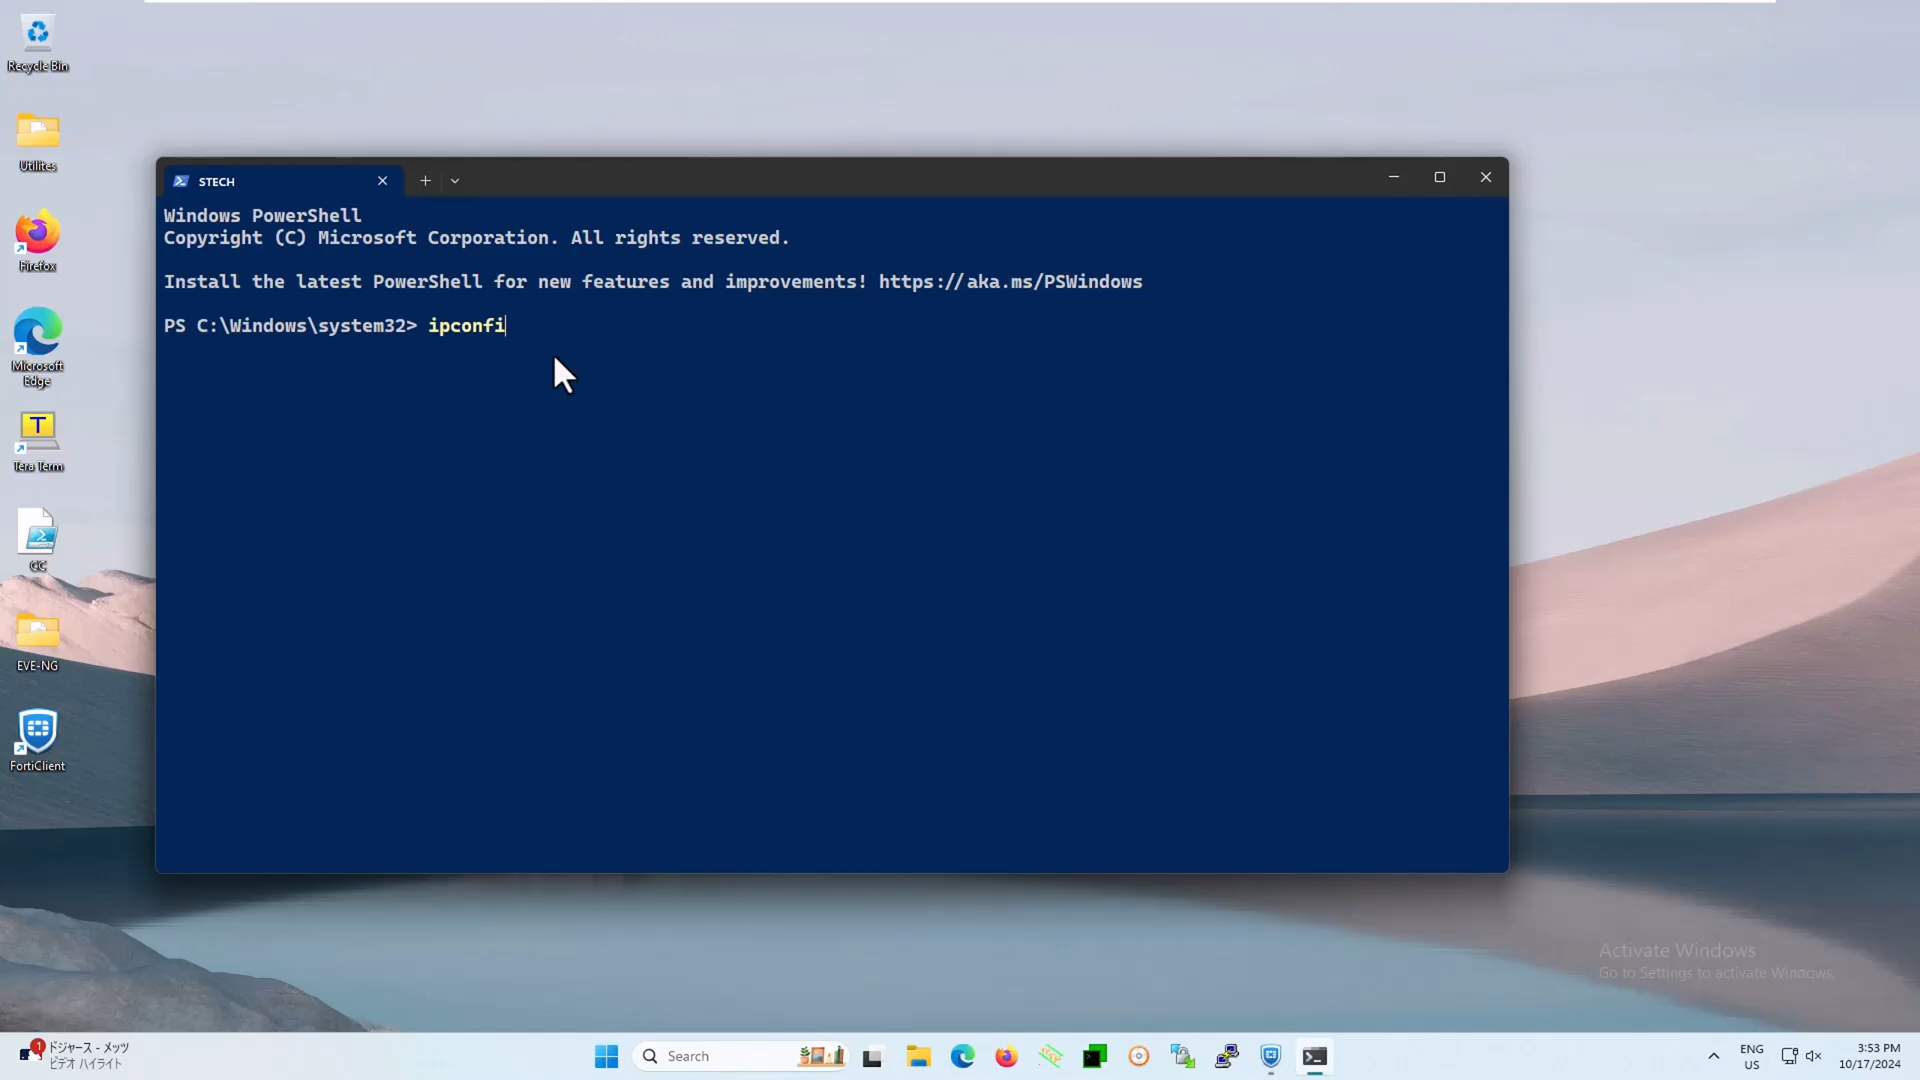 Recycle Bin
Utilites
Firefox
Microsoft
Edge
T
Tera Term
CC
EVE-NG
FortiClient
STECH
Windows PowerShell
Copyright (C) Microsoft Corporation. All rights reserved.
Install the latest PowerShell for new features and improvements! https://aka.ms/PSWindows
PS C:\Windows\system32> ipconfi
Activate Windows
Go to Settings to activate Windows.
1
ドジャース - メッツ
ビデオ ハイライト
Search
ENG
US
3:53 PM
10/17/2024